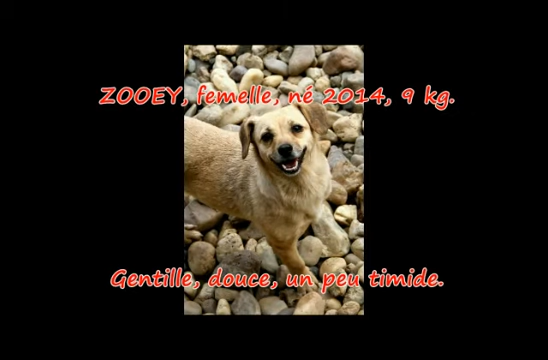 ZOOEY, femelle, né 2014, 9 kg.
Gentille, douce, un peu timide.